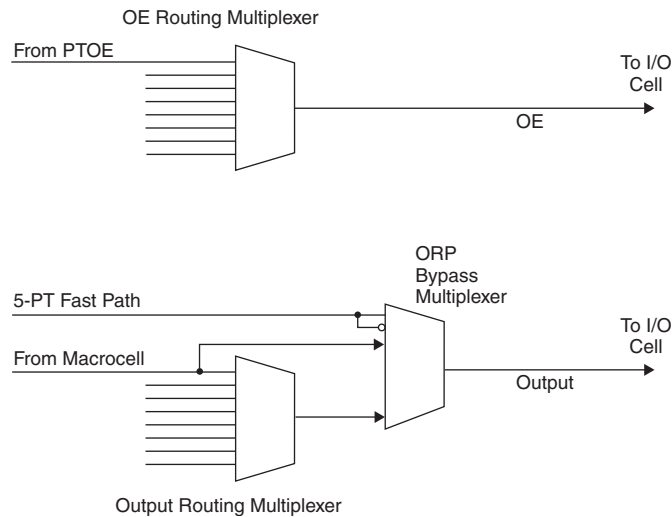 OE Routing Multiplexer
From PTOE
To I/O
Cell
OE
ORP
Bypass
Multiplexer
5-PT Fast Path
To I/O
Cell
From Macrocell
Output
Output Routing Multiplexer